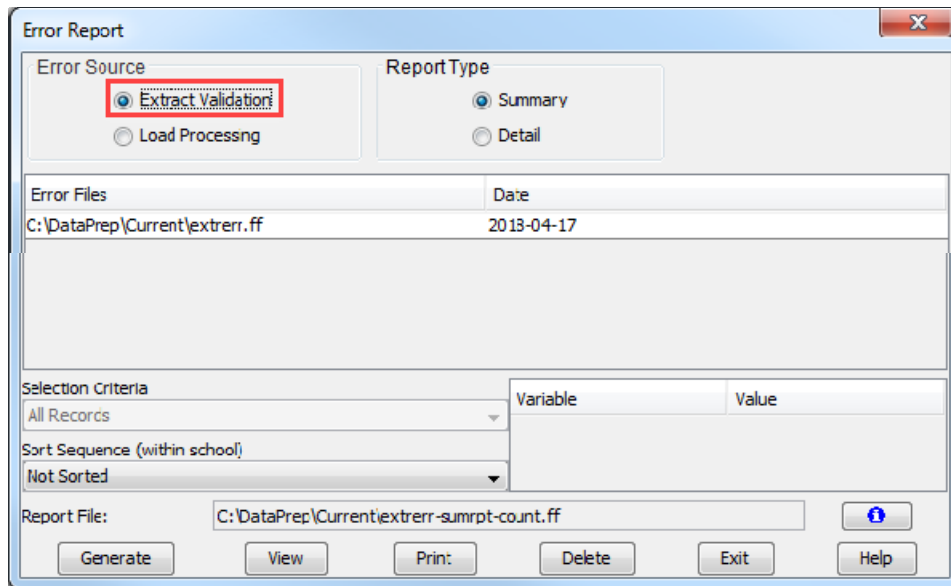 Error Report
Error Source
Report Type
Extract Validation
Summary
Load Processing
Detail
Error Files
Date
C:\DataPrep\Current\extrerr.ff
2013-04-17
Selection Criteria
Variable
Value
All Records
Sort Sequence (within school)
Not Sorted
Report File:
C:\DataPrep\Current\extrerr-sumrpt-count.ff
Generate
View
Print
Delete
Exit
Help